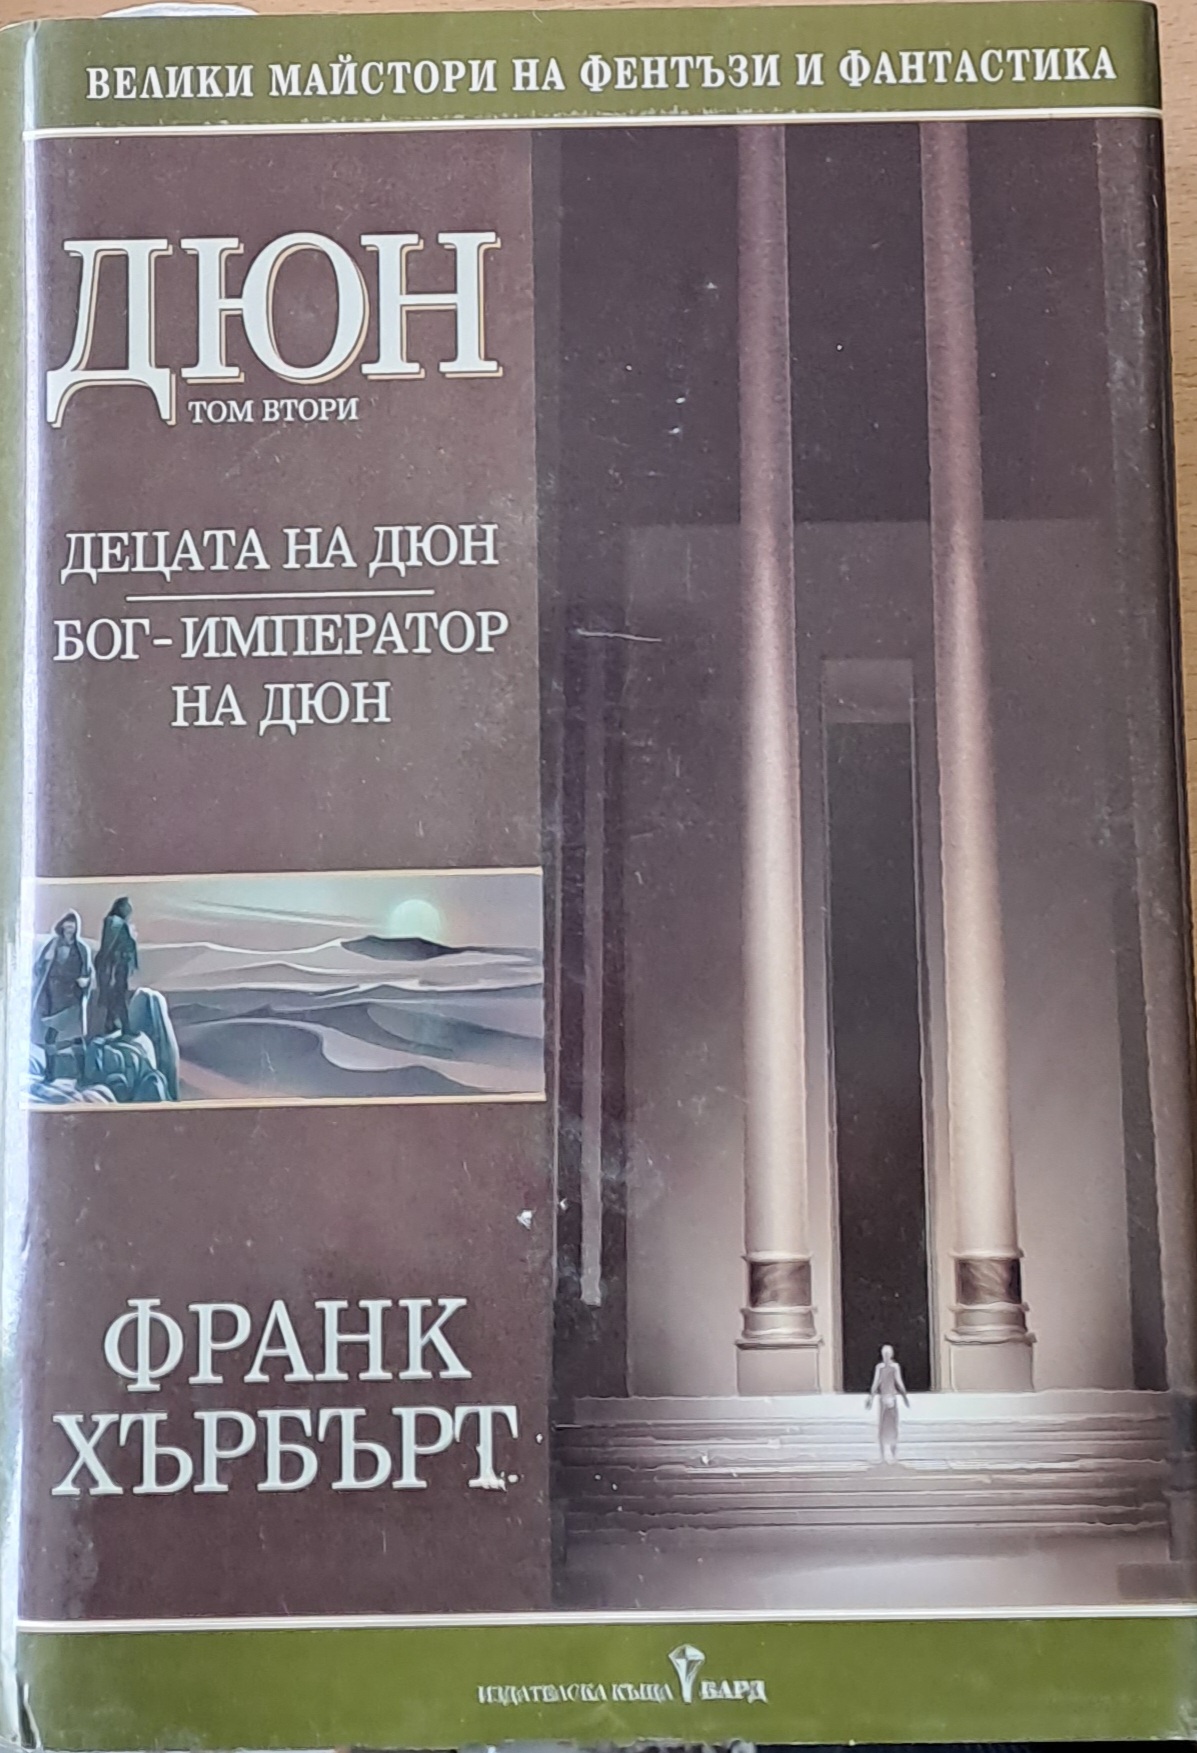 ВЕЛИКИ МАЙСТОРИ НА ФЕНТЪЗИ И ФАНТАСТИКА
ДЮН
ТОМ ВТОРИ
ДЕЦАТА НА ДЮН
БОГ-ИМПЕРАТОР
НА ДЮН
ФРАНК
ХЪРБЪРТ
ИЗДАТЕЛСКА КЪЩА БАРД